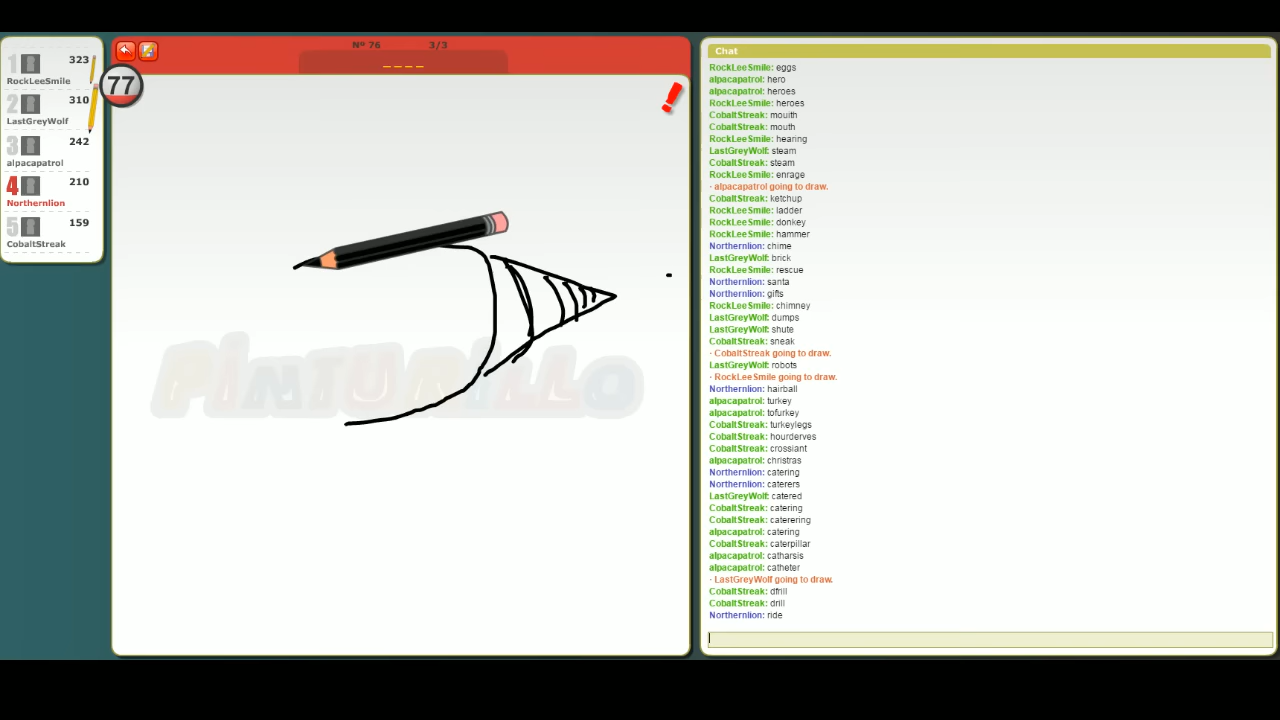 Nº 76 3/3
_ _ _ _
77
1 323
RockLeeSmile
2 310
LastGreyWolf
3 242
alpacapatrol
4 210
Northernlion
5 159
CobaltStreak
PiNTURiLLO
Chat
RockLeeSmile: eggs
alpacapatrol: hero
alpacapatrol: heroes
RockLeeSmile: heroes
CobaltStreak: mouith
CobaltStreak: mouth
RockLeeSmile: hearing
LastGreyWolf: steam
CobaltStreak: steam
RockLeeSmile: enrage
· alpacapatrol going to draw.
CobaltStreak: ketchup
RockLeeSmile: ladder
RockLeeSmile: donkey
RockLeeSmile: hammer
Northernlion: chime
LastGreyWolf: brick
RockLeeSmile: rescue
Northernlion: santa
Northernlion: gifts
RockLeeSmile: chimney
LastGreyWolf: dumps
LastGreyWolf: shute
CobaltStreak: sneak
· CobaltStreak going to draw.
LastGreyWolf: robots
· RockLeeSmile going to draw.
Northernlion: hairball
alpacapatrol: turkey
alpacapatrol: tofurkey
CobaltStreak: turkeylegs
CobaltStreak: hourderves
CobaltStreak: crossiant
alpacapatrol: christras
Northernlion: catering
Northernlion: caterers
LastGreyWolf: catered
CobaltStreak: catering
CobaltStreak: caterering
alpacapatrol: catering
CobaltStreak: caterpillar
alpacapatrol: catharsis
alpacapatrol: catheter
· LastGreyWolf going to draw.
CobaltStreak: dfrill
CobaltStreak: drill
Northernlion: ride